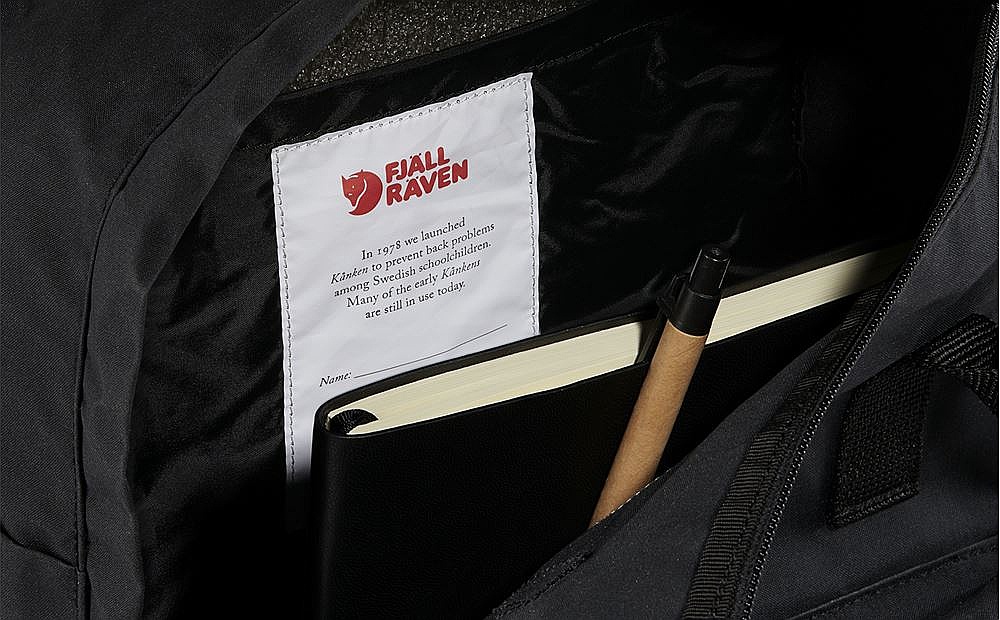 FJÄLL
RÄVEN
In 1978 we launched
Kånken to prevent back problems
among Swedish schoolchildren.
Many of the early Kånkens
are still in use today.
Name: